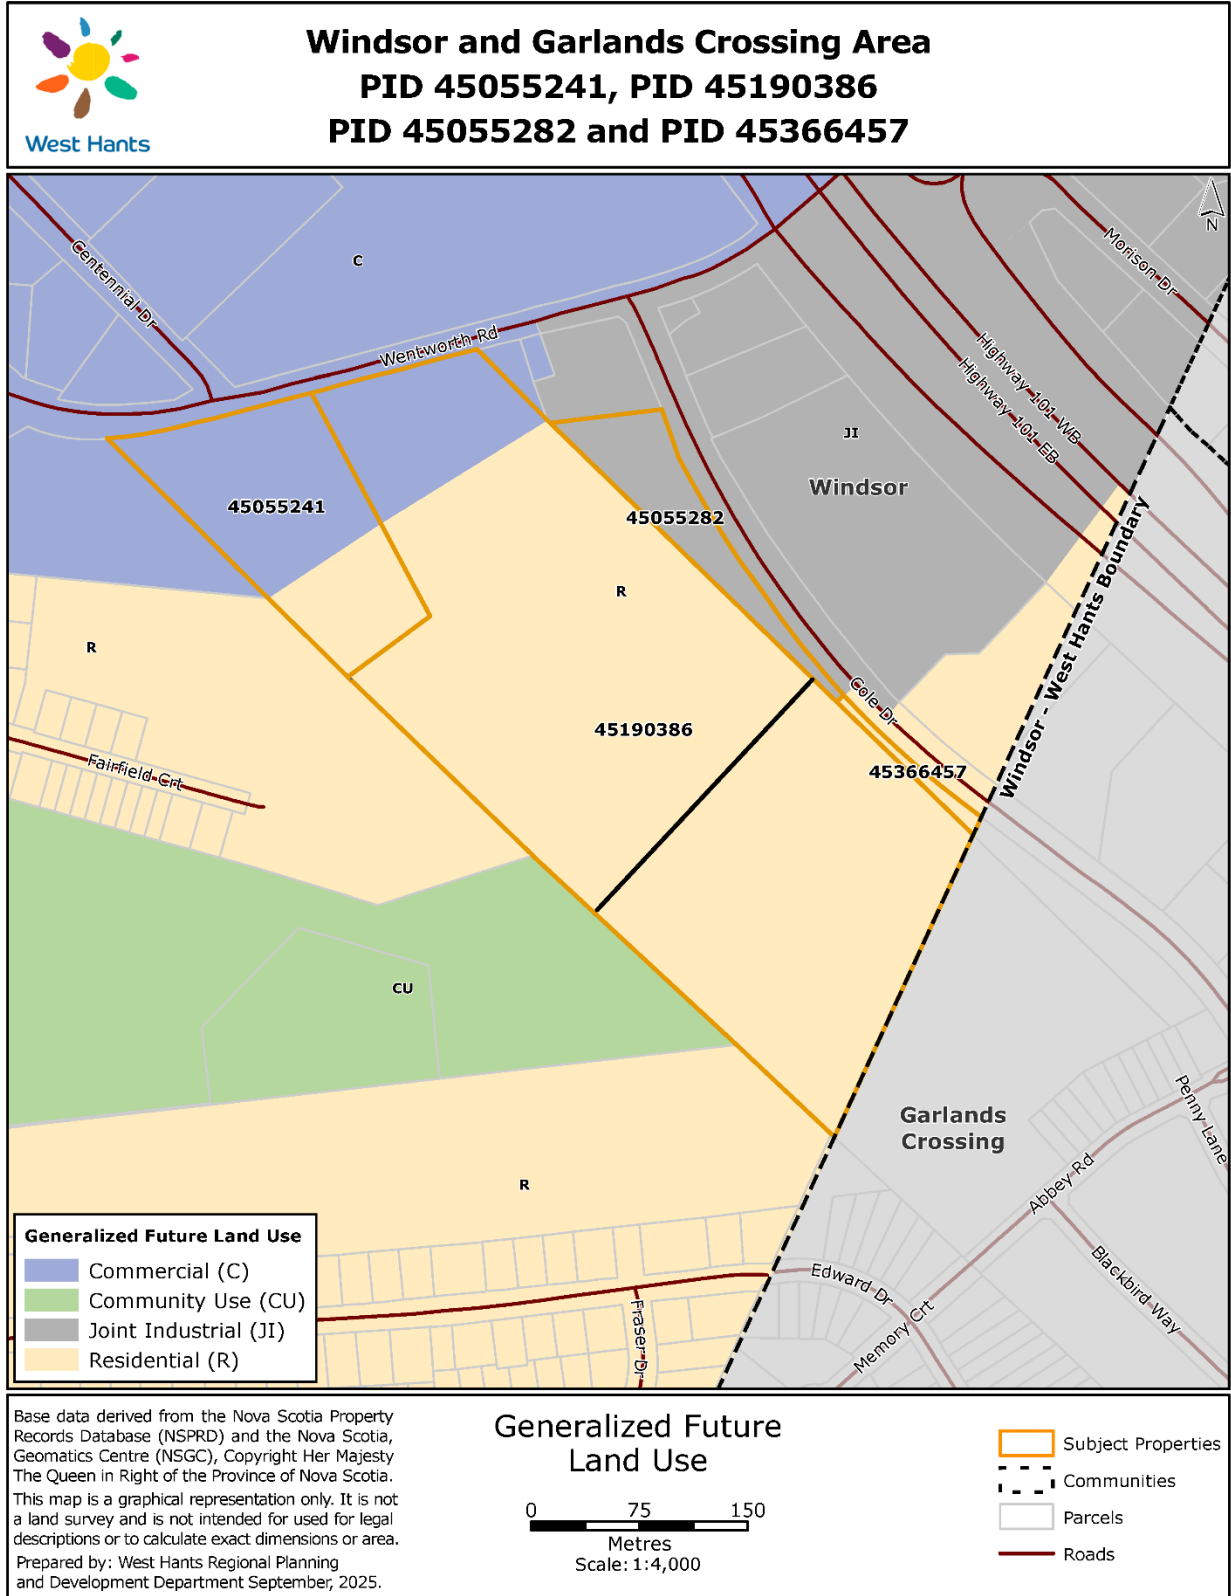 Windsor and Garlands Crossing Area
PID 45055241, PID 45190386
PID 45055282 and PID 45366457
West Hants
N
Morison Dr
C
Centennial Dr
Wentworth Rd
Highway 101 WB
Highway 101 EB
JI
Windsor
45055241
45055282
Windsor - West Hants Boundary
R
R
Cole Dr
45190386
Fairfield Crt
45366457
CU
Garlands
Crossing
Penny Lane
Abbey Rd
R
Edward Dr
Blackbird Way
Memory Crt
Fraser Dr
Generalized Future Land Use
Commercial (C)
Community Use (CU)
Joint Industrial (JI)
Residential (R)
Base data derived from the Nova Scotia Property
Records Database (NSPRD) and the Nova Scotia,
Geomatics Centre (NSGC), Copyright Her Majesty
The Queen in Right of the Province of Nova Scotia.
This map is a graphical representation only. It is not
a land survey and is not intended for used for legal
descriptions or to calculate exact dimensions or area.
Prepared by: West Hants Regional Planning
and Development Department September, 2025.
Generalized Future
Land Use
0 75 150
Metres
Scale: 1:4,000
Subject Properties
Communities
Parcels
Roads